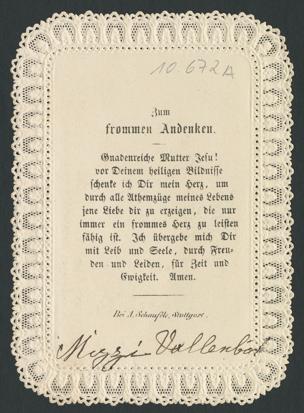 10.672A
Zum
frommen Andenken.
Gnadenreiche Mutter Jesu!
vor Deinem heiligen Bildnisse
schenke ich Dir mein Herz, um
durch alle Athemzüge meines Lebens
jene Liebe dir zu erzeigen, die nur
immer ein frommes Herz zu leisten
fähig ist. Ich übergebe mich Dir
mit Leib und Seele, durch Freu-
den und Leiden, für Zeit und
Ewigkeit. Amen.
Bei A. Schaufele, Stuttgart.
Mizzi